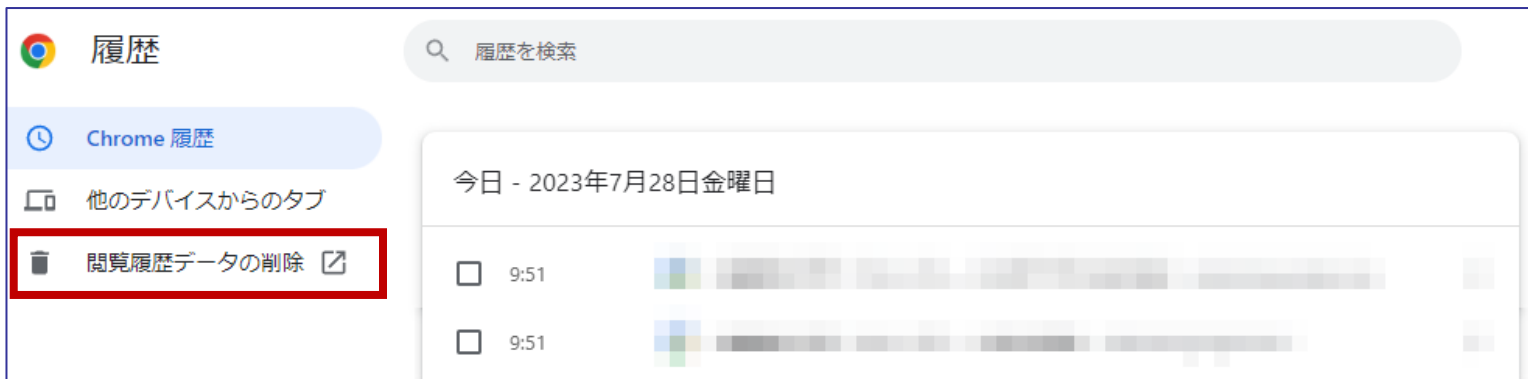 履歴
履歴を検索
Chrome 履歴
他のデバイスからのタブ
閲覧履歴データの削除
今日 - 2023年7月28日金曜日
9:51
9:51